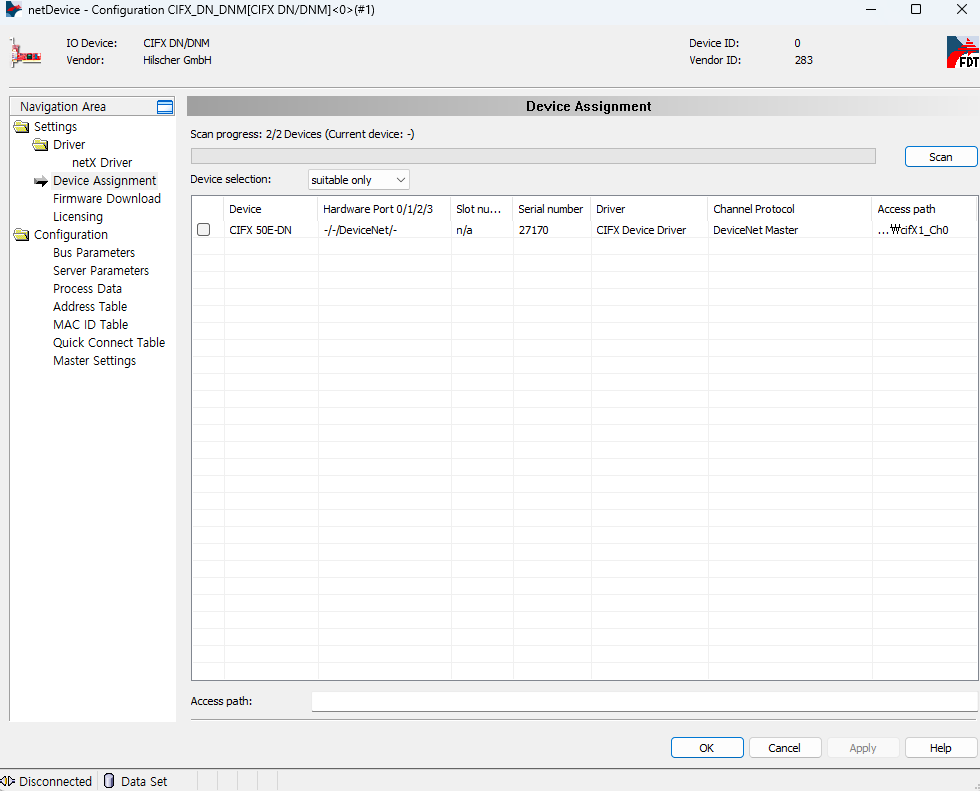 netDevice - Configuration CIFX_DN_DNM[CIFX DN/DNM]<0>(#1)
IO Device: CIFX DN/DNM Device ID: 0
Vendor: Hilscher GmbH Vendor ID: 283
FDT
Navigation Area
Settings
Driver
netX Driver
Device Assignment
Firmware Download
Licensing
Configuration
Bus Parameters
Server Parameters
Process Data
Address Table
MAC ID Table
Quick Connect Table
Master Settings
Device Assignment
Scan progress: 2/2 Devices (Current device: -)
Scan
Device selection: suitable only
Device Hardware Port 0/1/2/3 Slot nu... Serial number Driver Channel Protocol Access path
CIFX 50E-DN -/-/DeviceNet/- n/a 27170 CIFX Device Driver DeviceNet Master ...₩cifX1_Ch0
Access path:
OK Cancel Apply Help
Disconnected Data Set